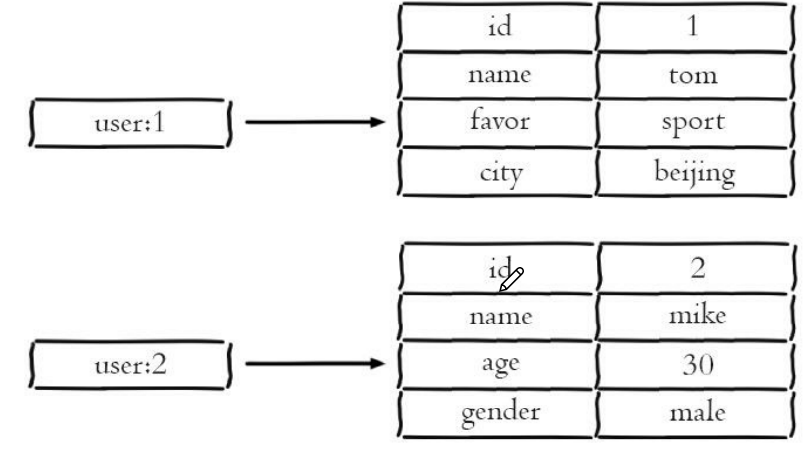 id 1
name tom
user:1 favor sport
city beijing
id 2
name mike
user:2 age 30
gender male